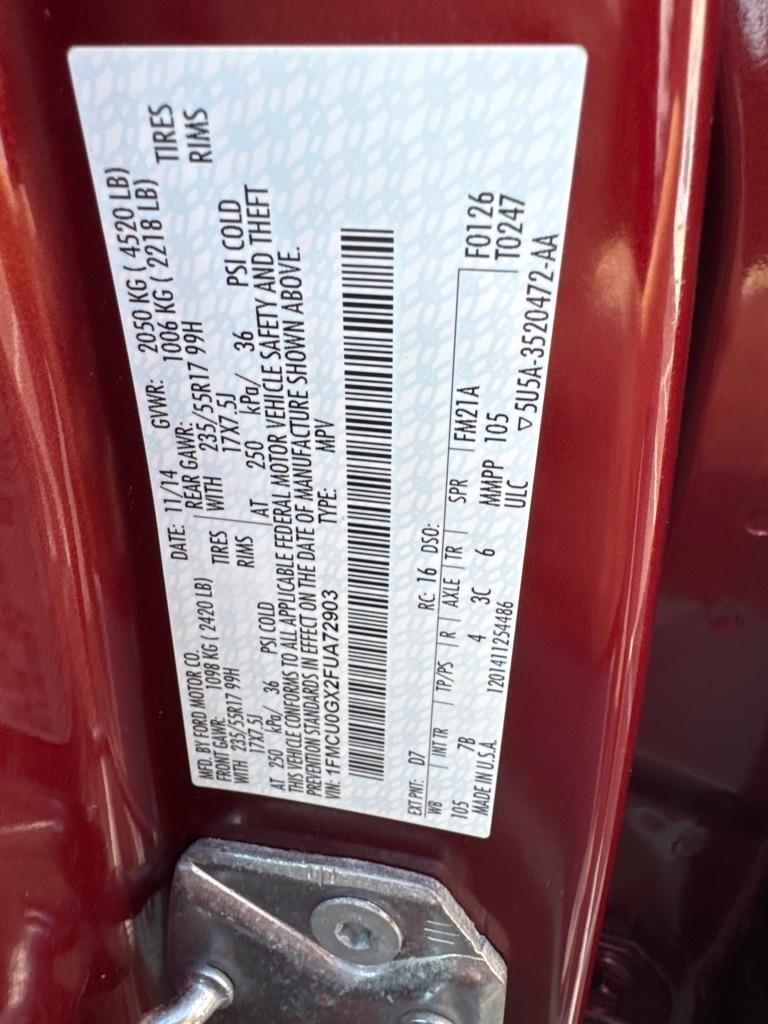 MFD. BY FORD MOTOR CO.
DATE: 11/14 GVWR: 2050 KG ( 4520 LB)
FRONT GAWR: 1098 KG ( 2420 LB) REAR GAWR: 1006 KG ( 2218 LB)
WITH 235/55R17 99H TIRES WITH 235/55R17 99H TIRES
17X7.5J RIMS 17X7.5J RIMS
AT 250 kPa/ 36 PSI COLD AT 250 kPa/ 36 PSI COLD
THIS VEHICLE CONFORMS TO ALL APPLICABLE FEDERAL MOTOR VEHICLE SAFETY AND THEFT
PREVENTION STANDARDS IN EFFECT ON THE DATE OF MANUFACTURE SHOWN ABOVE.
VIN: 1FMCU0GX2FUA72903 TYPE: MPV
EXT PNT: D7 RC: 16 DSO: F0126
WB INT TR TP/PS R AXLE TR SPR FM21A T0247
105 7B 4 3C 6 MMPP 105
MADE IN U.S.A. 1201411254486 ULC ▽5U5A-3520472-AA